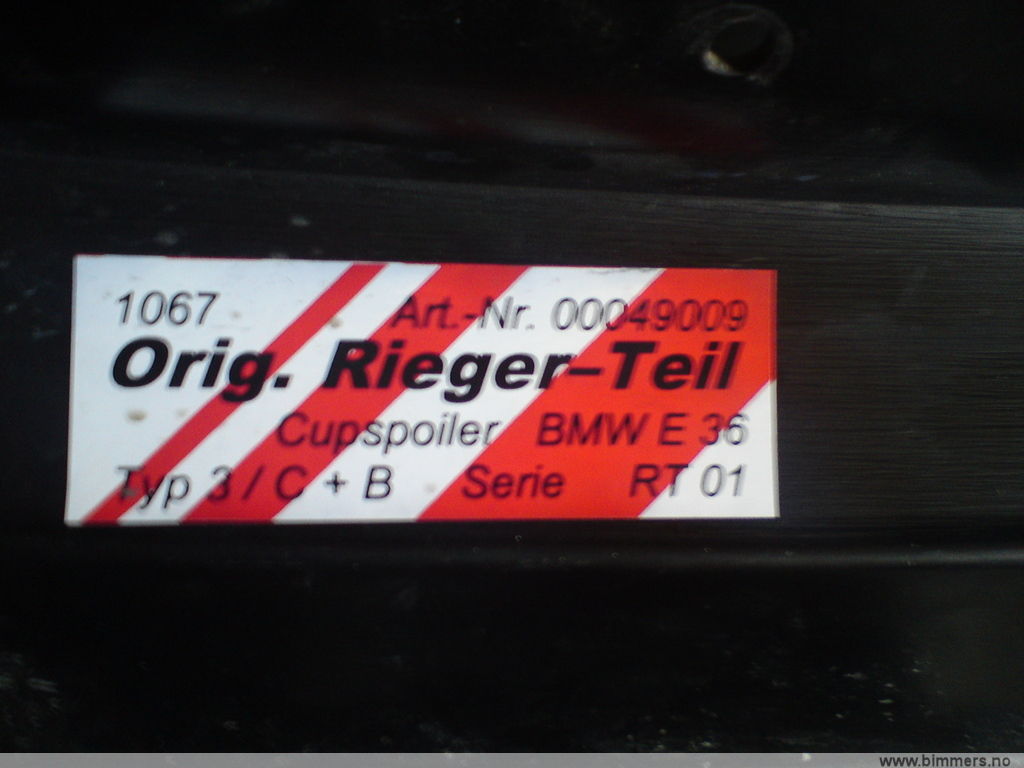 1067 Art.-Nr. 00049009
Orig. Rieger-Teil
Cupspoiler BMW E 36
Typ 3 / C + B Serie RT 01
www.bimmers.no